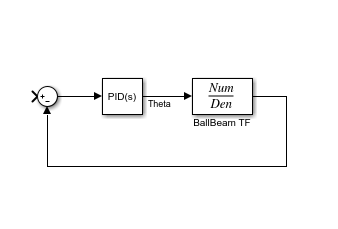 +
−
PID(s)
Theta
Num
Den
BallBeam TF